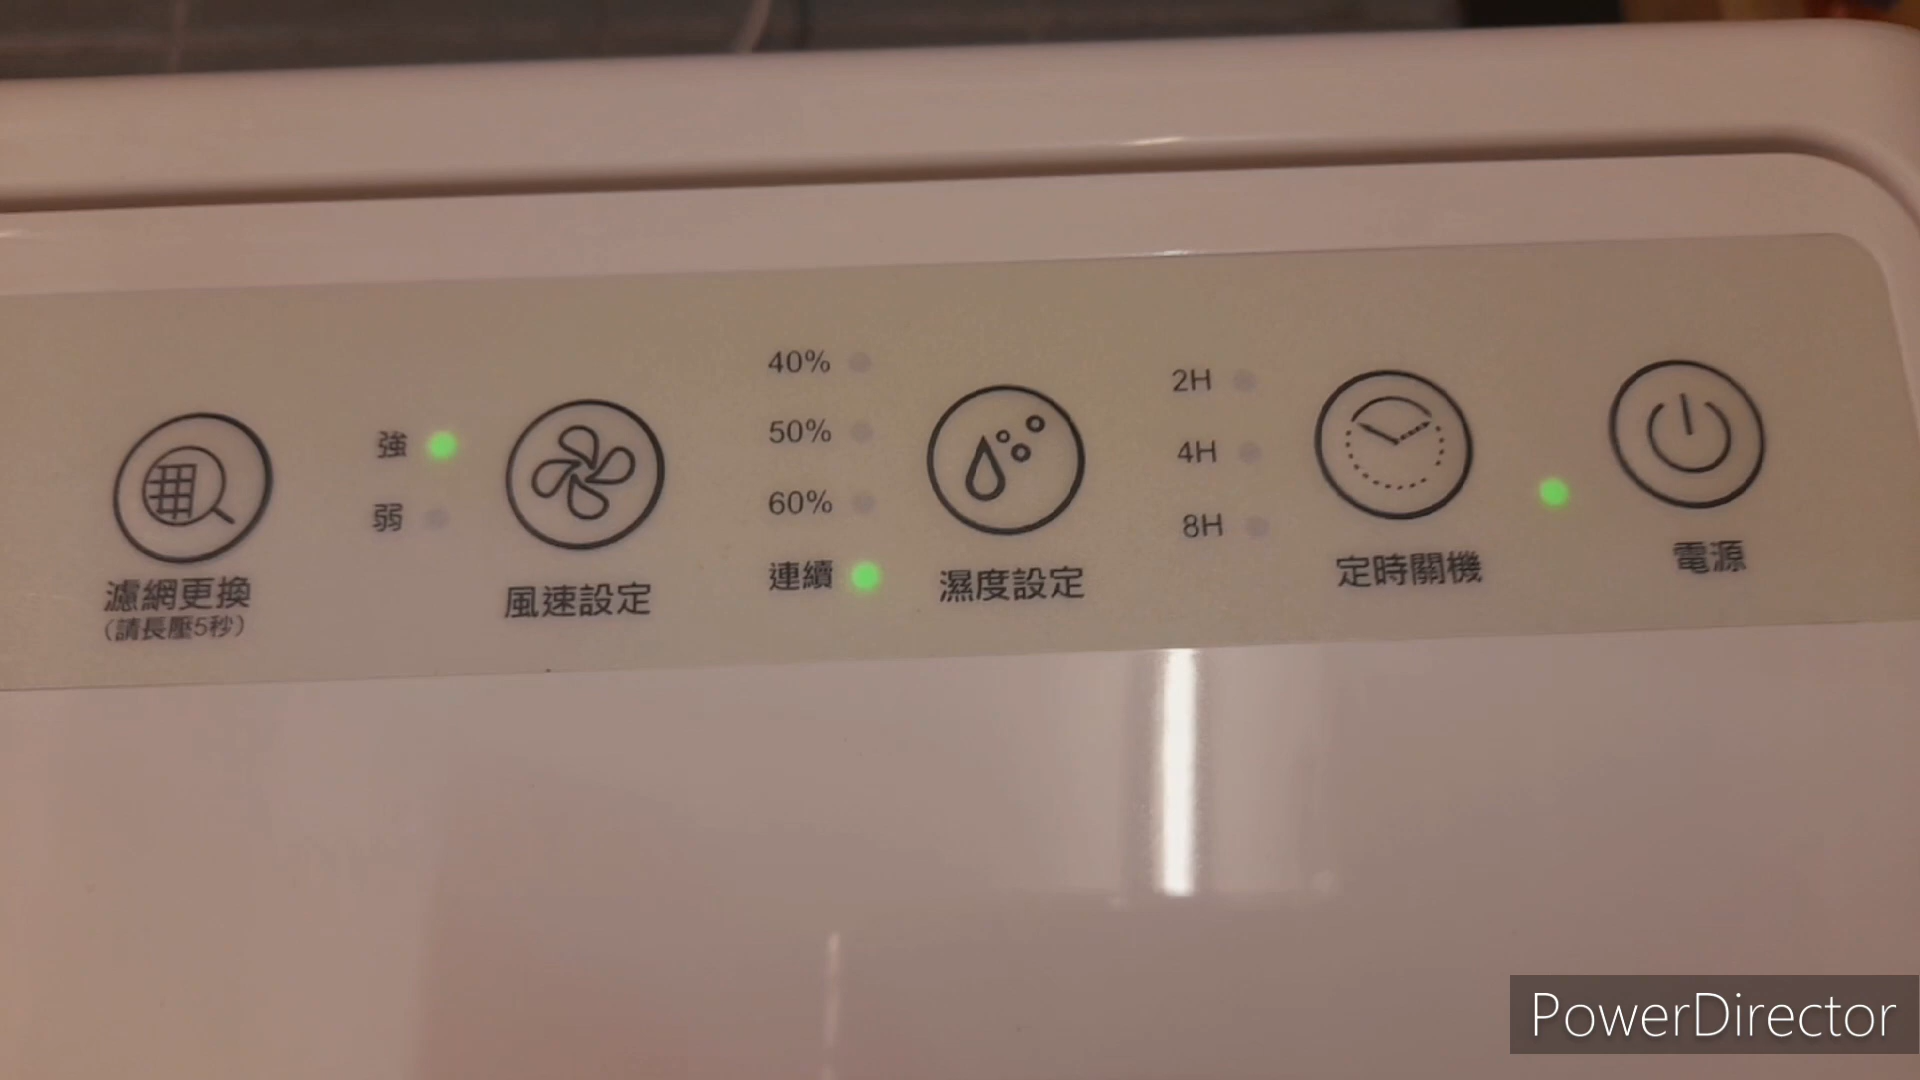 40%
50%
60%
連續
2H
4H
8H
強
弱
濾網更換
(請長壓5秒)
風速設定
濕度設定
定時關機
電源
PowerDirector